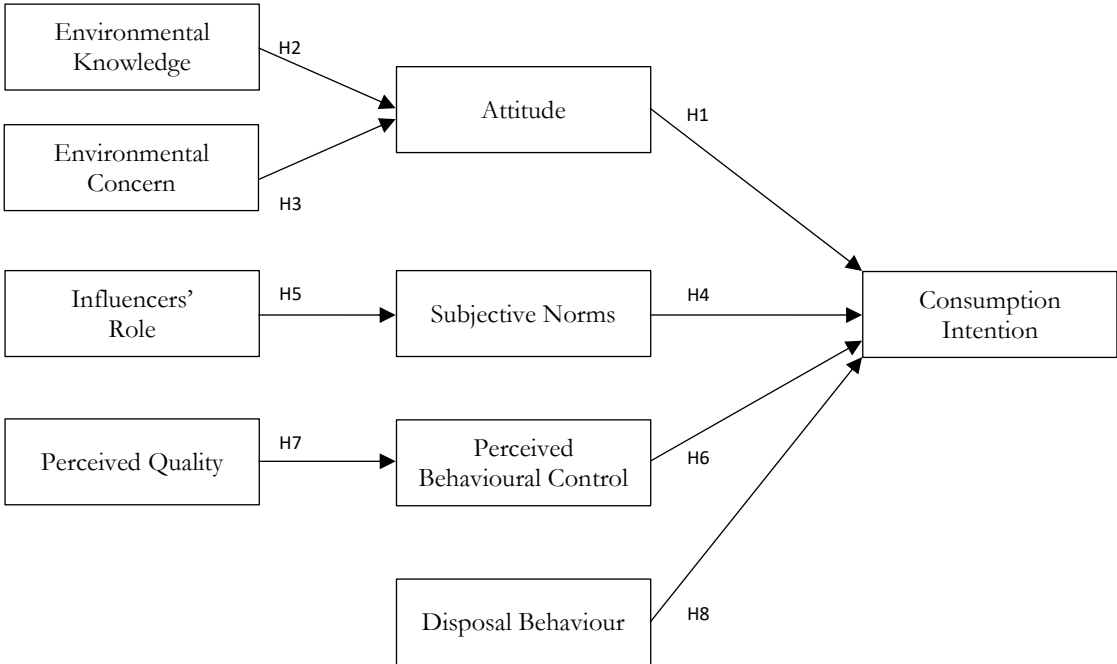 Environmental
Knowledge
H2
Attitude
H1
Environmental
Concern
H3
Influencers’
Role
H5
Subjective Norms
H4
Consumption
Intention
Perceived Quality
H7
Perceived
Behavioural Control
H6
Disposal Behaviour
H8